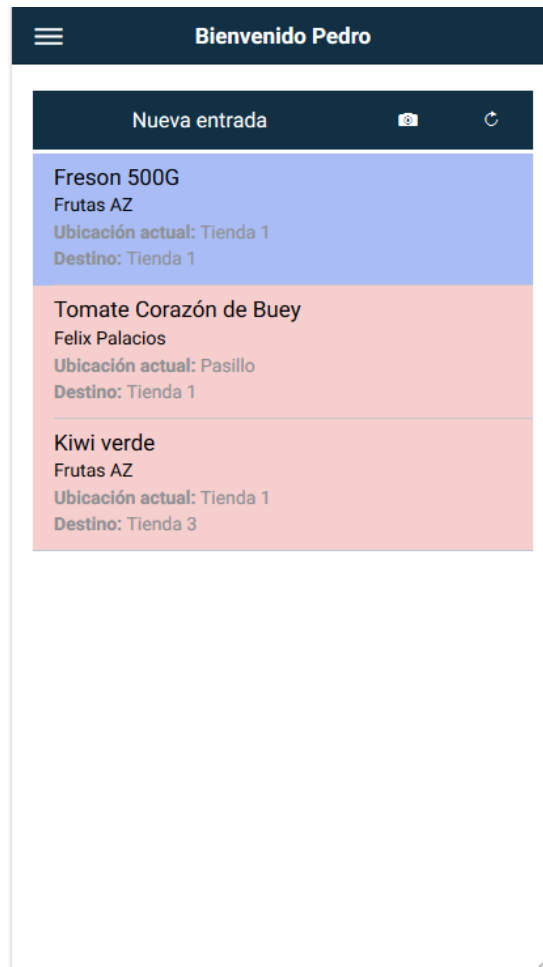 Bienvenido Pedro
Nueva entrada
Freson 500G
Frutas AZ
Ubicación actual: Tienda 1
Destino: Tienda 1
Tomate Corazón de Buey
Felix Palacios
Ubicación actual: Pasillo
Destino: Tienda 1
Kiwi verde
Frutas AZ
Ubicación actual: Tienda 1
Destino: Tienda 3